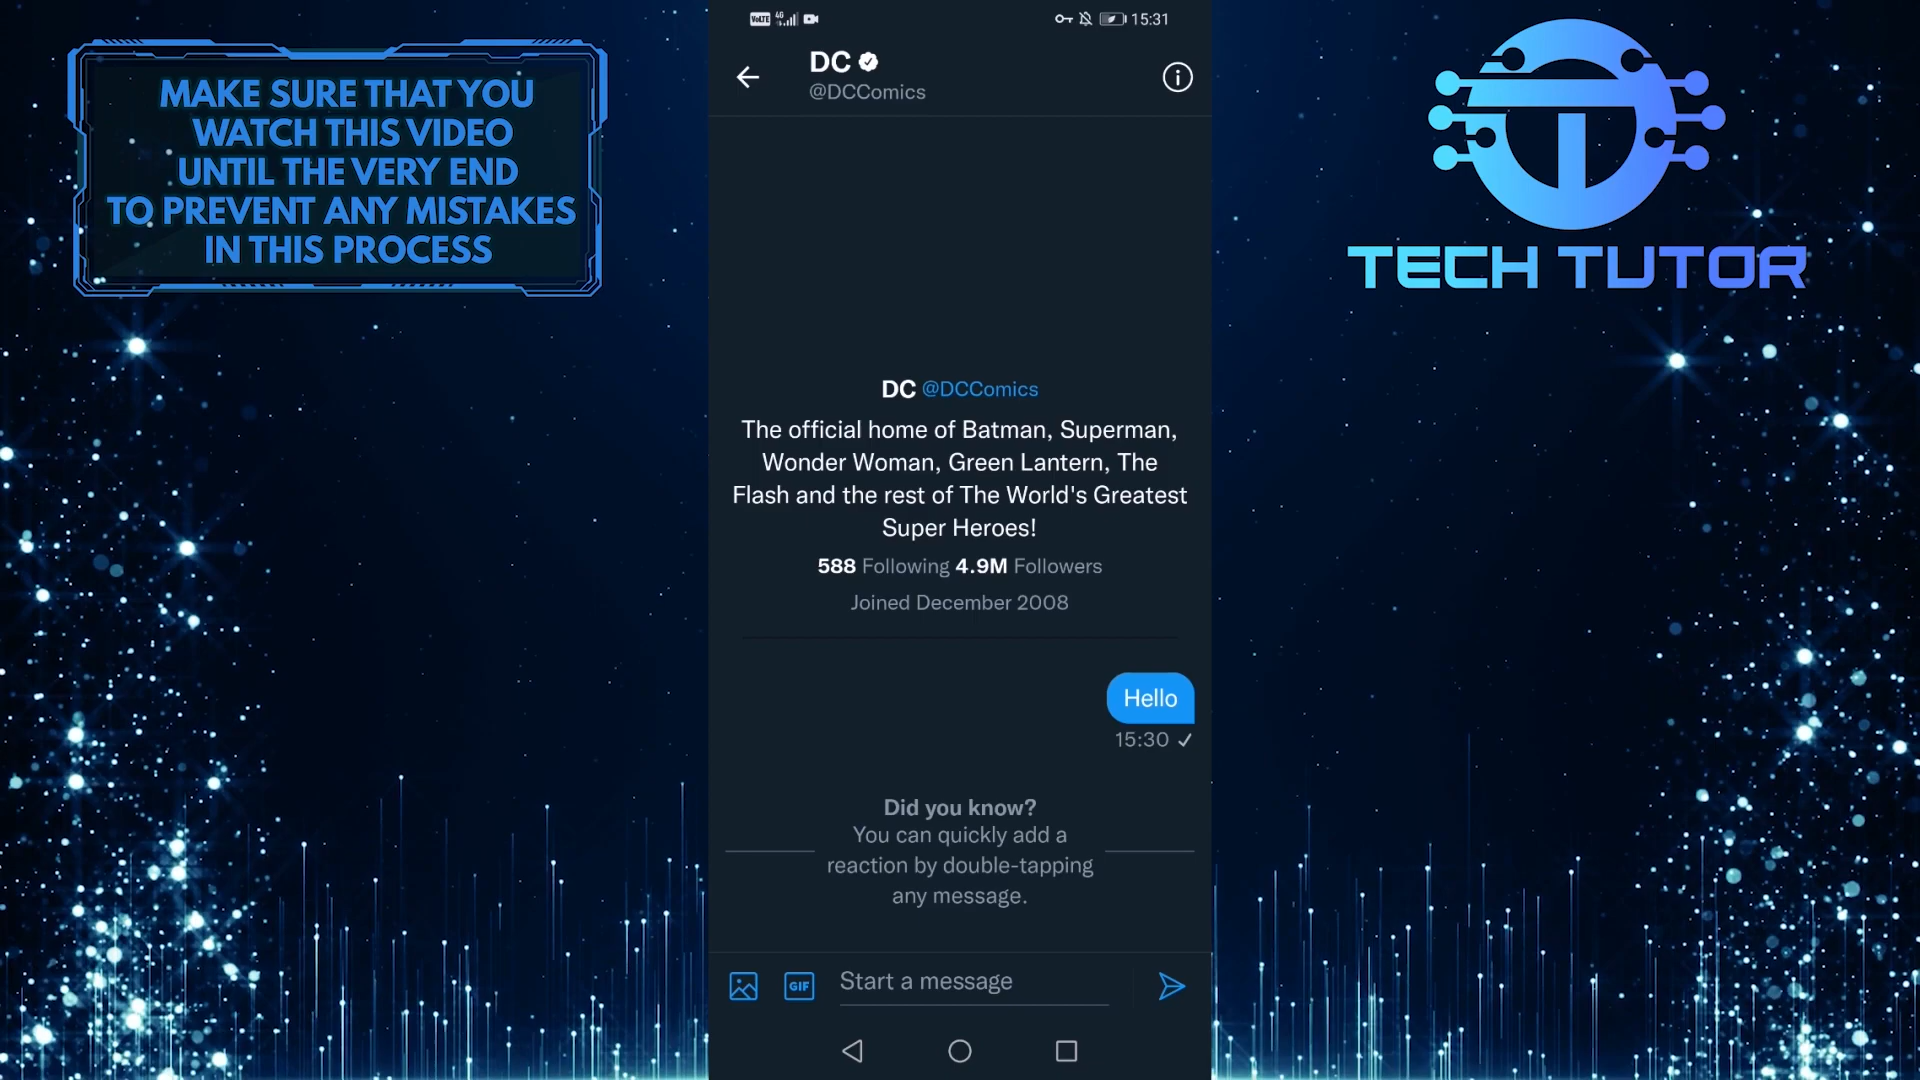 MAKE SURE THAT YOU
WATCH THIS VIDEO
UNTIL THE VERY END
TO PREVENT ANY MISTAKES
IN THIS PROCESS
VoLTE 4G 15:31
DC
@DCComics
TECH TUTOR
DC @DCComics
The official home of Batman, Superman,
Wonder Woman, Green Lantern, The
Flash and the rest of The World's Greatest
Super Heroes!
588 Following 4.9M Followers
Joined December 2008
Hello
15:30
Did you know?
You can quickly add a
reaction by double-tapping
any message.
GIF Start a message